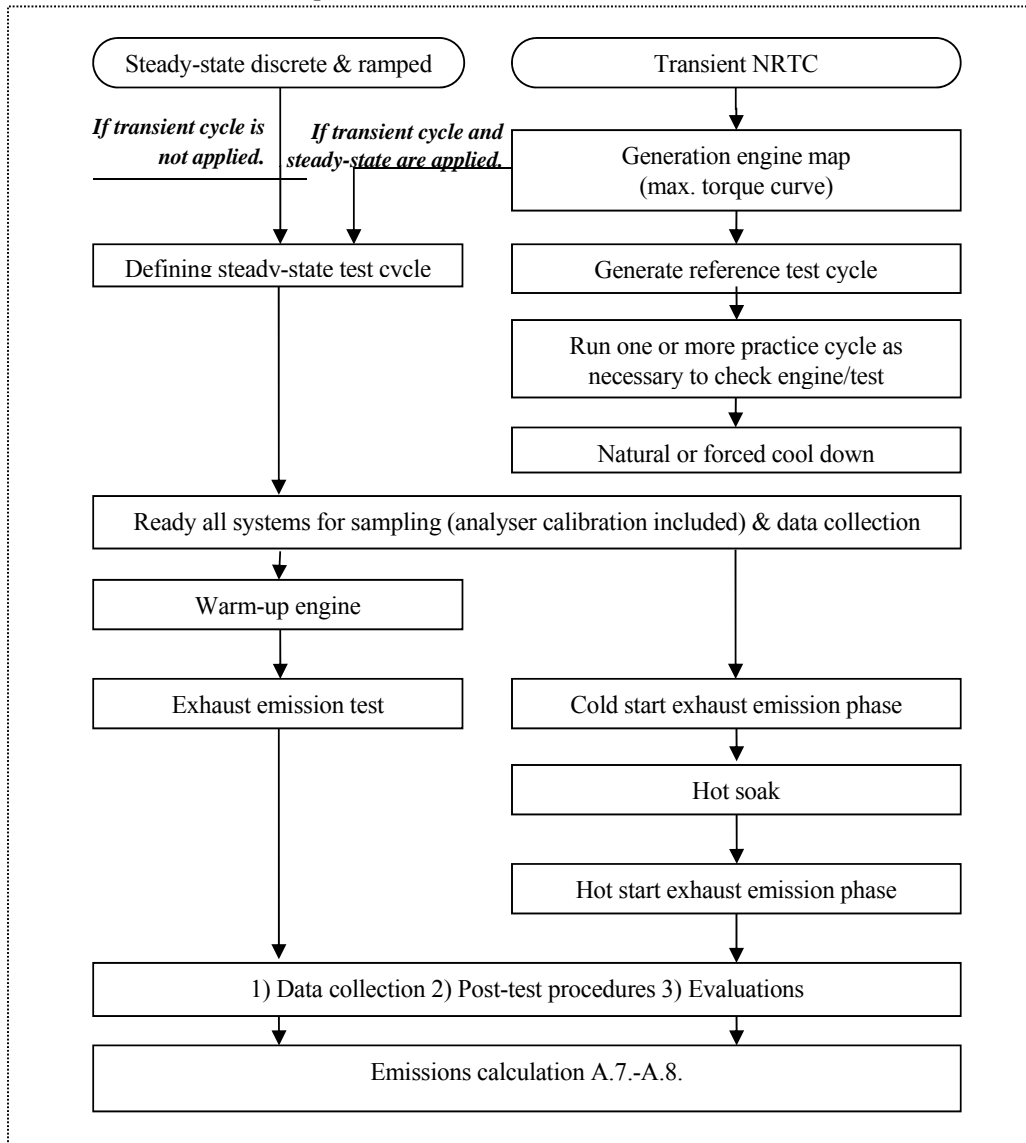 Steady-state discrete & ramped
Transient NRTC
If transient cycle is
not applied.
If transient cycle and
steady-state are applied.
Generation engine map
(max. torque curve)
Defining steady-state test cycle
Generate reference test cycle
Run one or more practice cycle as
necessary to check engine/test
Natural or forced cool down
Ready all systems for sampling (analyser calibration included) & data collection
Warm-up engine
Exhaust emission test
Cold start exhaust emission phase
Hot soak
Hot start exhaust emission phase
1) Data collection 2) Post-test procedures 3) Evaluations
Emissions calculation A.7.-A.8.